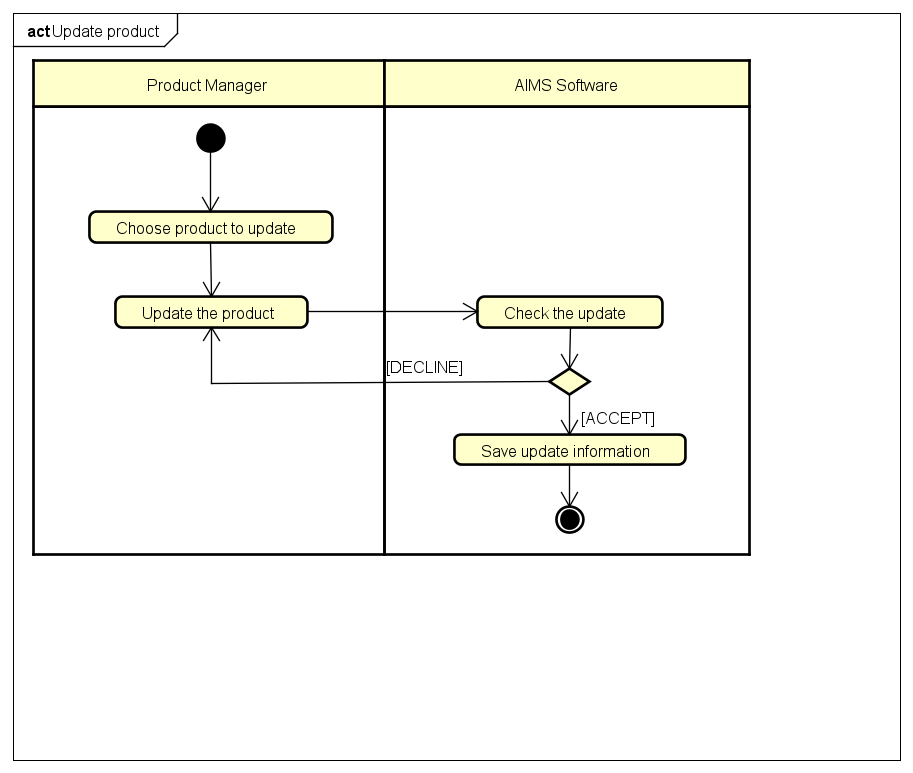 act Update product
Product Manager
AIMS Software
Choose product to update
Update the product
Check the update
[DECLINE]
[ACCEPT]
Save update information